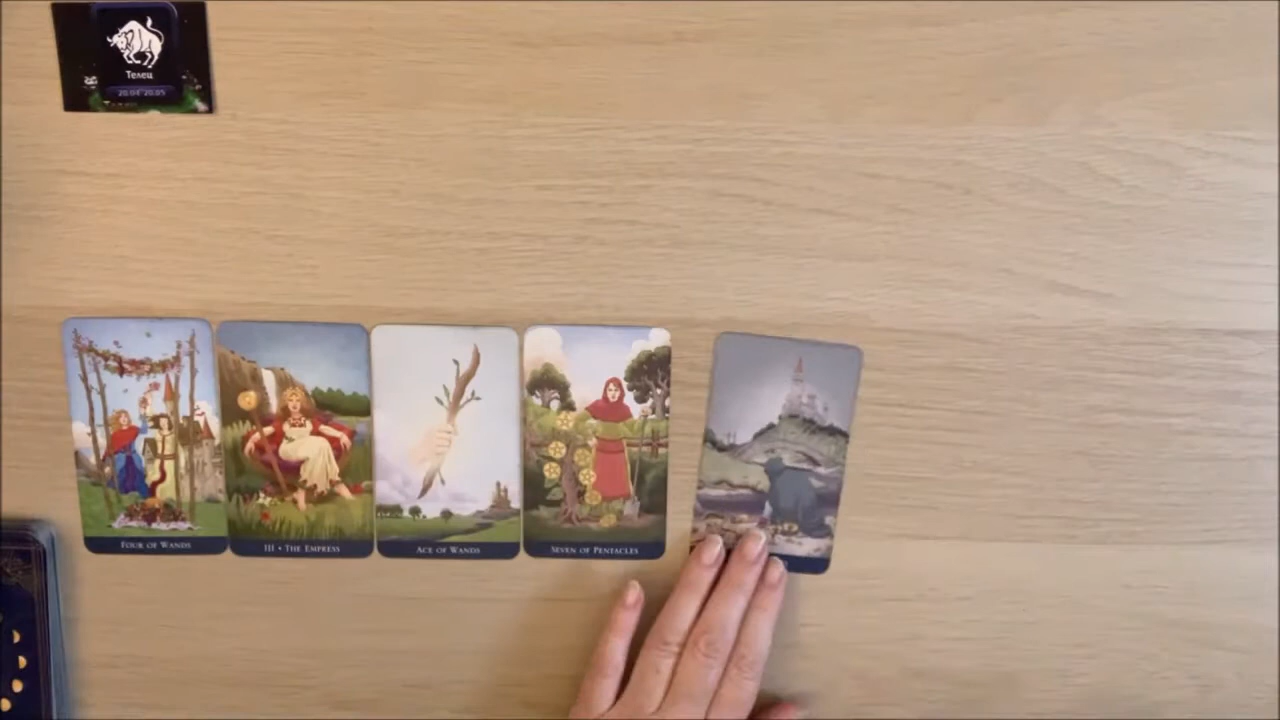 Телец
20.04-20.05
FOUR OF WANDS
III • THE EMPRESS
ACE OF WANDS
SEVEN OF PENTACLES